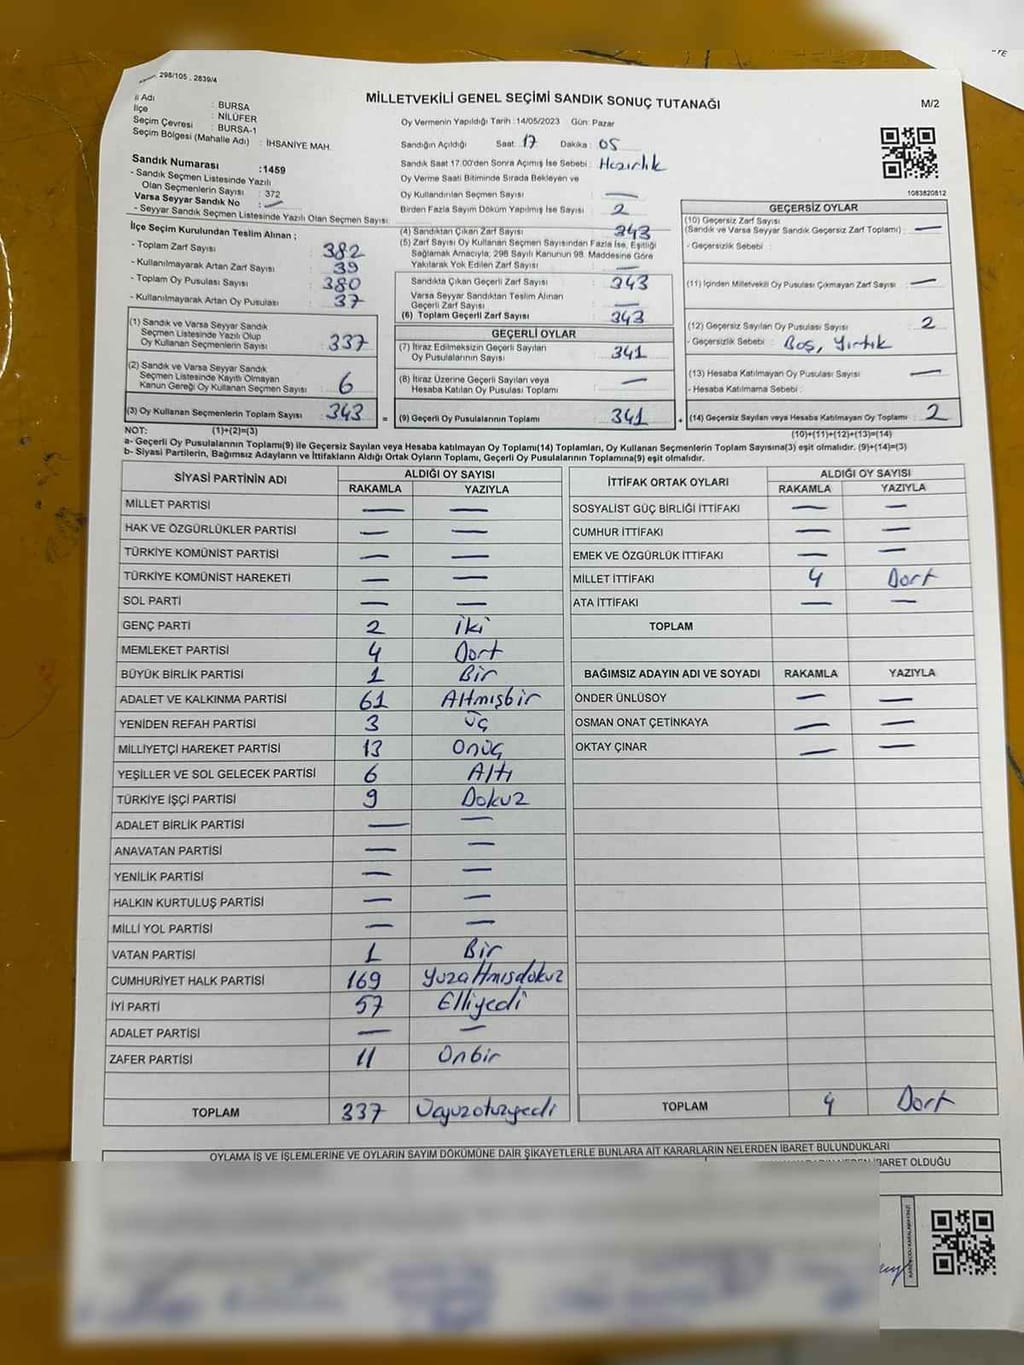 298/105 , 2839/4
MİLLETVEKİLİ GENEL SEÇİMİ SANDIK SONUÇ TUTANAĞI
M/2
İl Adı : BURSA
İlçe : NİLÜFER
Seçim Çevresi : BURSA-1
Seçim Bölgesi (Mahalle Adı) : İHSANİYE MAH.
Sandık Numarası :1459
- Sandık Seçmen Listesinde Yazılı
Olan Seçmenlerin Sayısı : 372
Varsa Seyyar Sandık No : —
- Seyyar Sandık Seçmen Listesinde Yazılı Olan Seçmen Sayısı:
Oy Vermenin Yapıldığı Tarih :14/05/2023 Gün: Pazar
Sandığın Açıldığı Saat: 17 Dakika : 05
Sandık Saat 17.00'den Sonra Açımış İse Sebebi : Hazırlık
Oy Verme Saati Bitiminde Sırada Bekleyen ve
Oy Kullandırılan Seçmen Sayısı : —
Birden Fazla Sayım Döküm Yapılmış İse Sayısı : 2
1083820812
İlçe Seçim Kurulundan Teslim Alınan ;
- Toplam Zarf Sayısı : 382
- Kullanılmayarak Artan Zarf Sayısı : 39
- Toplam Oy Pusulası Sayısı : 380
- Kullanılmayarak Artan Oy Pusulası : 37
(1) Sandık ve Varsa Seyyar Sandık
Seçmen Listesinde Yazılı Olup
Oy Kullanan Seçmenlerin Sayısı : 337
(2) Sandık ve Varsa Seyyar Sandık
Seçmen Listesinde Kayıtlı Olmayan
Kanun Gereği Oy Kullanan Seçmen Sayısı : 6
(3) Oy Kullanan Seçmenlerin Toplam Sayısı : 343 =
(4) Sandıktan Çıkan Zarf Sayısı : 343
(5) Zarf Sayısı Oy Kullanan Seçmen Sayısından Fazla İse, Eşitliği
Sağlamak Amacıyla; 298 Sayılı Kanunun 98. Maddesine Göre
Yakılarak Yok Edilen Zarf Sayısı : —
Sandıkta Çıkan Geçerli Zarf Sayısı : 343
Varsa Seyyar Sandıktan Teslim Alınan
Geçerli Zarf Sayısı : —
(6) Toplam Geçerli Zarf Sayısı : 343
GEÇERLİ OYLAR
(7) İtiraz Edilmeksizin Geçerli Sayılan
Oy Pusulalarının Sayısı : 341
(8) İtiraz Üzerine Geçerli Sayılan veya
Hesaba Katılan Oy Pusulası Toplamı : —
(9) Geçerli Oy Pusulalarının Toplamı : 341 +
GEÇERSİZ OYLAR
(10) Geçersiz Zarf Sayısı
(Sandık ve Varsa Seyyar Sandık Geçersiz Zarf Toplamı) : —
- Geçersizlik Sebebi :
(11) İçinden Milletvekili Oy Pusulası Çıkmayan Zarf Sayısı : —
(12) Geçersiz Sayılan Oy Pusulası Sayısı : 2
- Geçersizlik Sebebi : Boş, Yırtık
(13) Hesaba Katılmayan Oy Pusulası Sayısı : —
- Hesaba Katılmama Sebebi :
(14) Geçersiz Sayılan veya Hesaba Katılmayan Oy Toplamı : 2
NOT: (1)+(2)=(3)
(10)+(11)+(12)+(13)=(14)
a- Geçerli Oy Pusulalarının Toplamı(9) ile Geçersiz Sayılan veya Hesaba katılmayan Oy Toplamı(14) Toplamları, Oy Kullanan Seçmenlerin Toplam Sayısına(3) eşit olmalıdır. (9)+(14)=(3)
b- Siyasi Partilerin, Bağımsız Adayların ve İttifakların Aldığı Ortak Oyların Toplamı, Geçerli Oy Pusulalarının Toplamına(9) eşit olmalıdır.
SİYASİ PARTİNİN ADI ALDIĞI OY SAYISI
RAKAMLA YAZIYLA
MİLLET PARTİSİ — —
HAK VE ÖZGÜRLÜKLER PARTİSİ — —
TÜRKİYE KOMÜNİST PARTİSİ — —
TÜRKİYE KOMÜNİST HAREKETİ — —
SOL PARTİ — —
GENÇ PARTİ 2 iki
MEMLEKET PARTİSİ 4 Dort
BÜYÜK BİRLİK PARTİSİ 1 Bir
ADALET VE KALKINMA PARTİSİ 61 Altmışbir
YENİDEN REFAH PARTİSİ 3 üç
MİLLİYETÇİ HAREKET PARTİSİ 13 Onüç
YEŞİLLER VE SOL GELECEK PARTİSİ 6 Altı
TÜRKİYE İŞÇİ PARTİSİ 9 Dokuz
ADALET BİRLİK PARTİSİ — —
ANAVATAN PARTİSİ — —
YENİLİK PARTİSİ — —
HALKIN KURTULUŞ PARTİSİ — —
MİLLİ YOL PARTİSİ — —
VATAN PARTİSİ 1 Bir
CUMHURİYET HALK PARTİSİ 169 yuzaltmısdokuz
İYİ PARTİ 57 Elliyedi
ADALET PARTİSİ — —
ZAFER PARTİSİ 11 Onbir
TOPLAM 337 Üçyuzotuzyedi
İTTİFAK ORTAK OYLARI ALDIĞI OY SAYISI
RAKAMLA YAZIYLA
SOSYALİST GÜÇ BİRLİĞİ İTTİFAKI — —
CUMHUR İTTİFAKI — —
EMEK VE ÖZGÜRLÜK İTTİFAKI — —
MİLLET İTTİFAKI 4 Dort
ATA İTTİFAKI — —
TOPLAM
BAĞIMSIZ ADAYIN ADI VE SOYADI RAKAMLA YAZIYLA
ÖNDER ÜNLÜSOY — —
OSMAN ONAT ÇETİNKAYA — —
OKTAY ÇINAR — —
TOPLAM 4 Dort
OYLAMA İŞ VE İŞLEMLERİNE VE OYLARIN SAYIM DÖKÜMÜNE DAİR ŞİKAYETLERLE BUNLARA AİT KARARLARIN NELERDEN İBARET BULUNDUKLARI
İBARET OLDUĞU